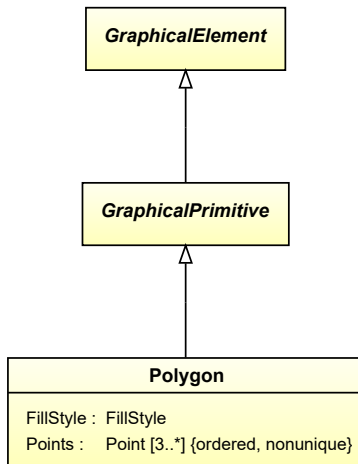 GraphicalElement
GraphicalPrimitive
Polygon
FillStyle : FillStyle
Points : Point [3..*] {ordered, nonunique}